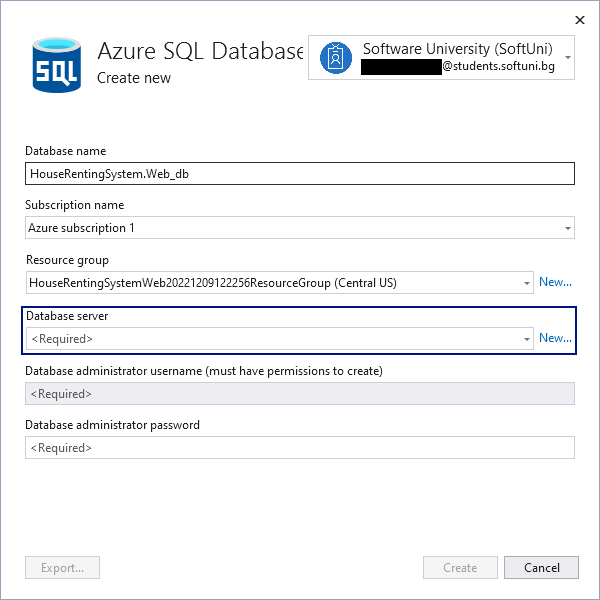 SQL
Azure SQL Database
Create new
Software University (SoftUni)
@students.softuni.bg
Database name
HouseRentingSystem.Web_db
Subscription name
Azure subscription 1
Resource group
HouseRentingSystemWeb20221209122256ResourceGroup (Central US)
New...
Database server
<Required>
New...
Database administrator username (must have permissions to create)
<Required>
Database administrator password
<Required>
Export...
Create
Cancel